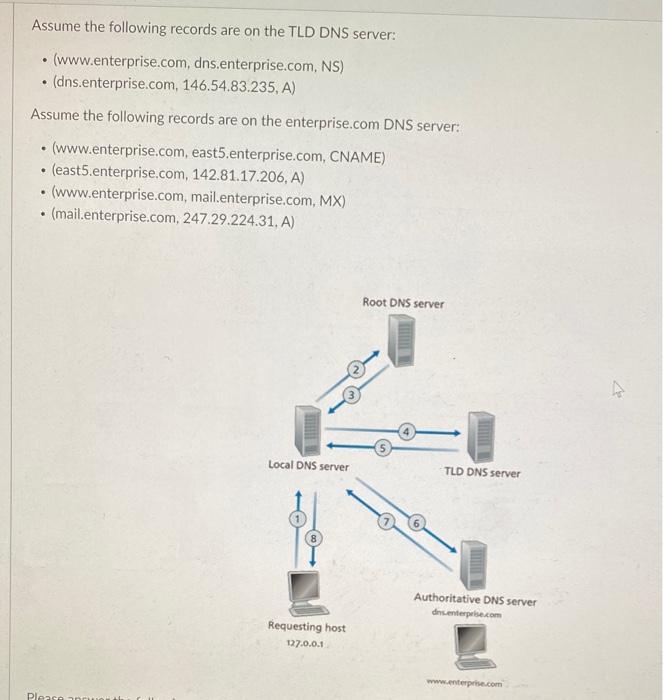 Assume the following records are on the TLD DNS server:
• (www.enterprise.com, dns.enterprise.com, NS)
• (dns.enterprise.com, 146.54.83.235, A)
Assume the following records are on the enterprise.com DNS server:
• (www.enterprise.com, east5.enterprise.com, CNAME)
• (east5.enterprise.com, 142.81.17.206, A)
• (www.enterprise.com, mail.enterprise.com, MX)
• (mail.enterprise.com, 247.29.224.31, A)
Root DNS server
2
3
4
5
Local DNS server
TLD DNS server
1
7
6
8
Authoritative DNS server
dns.enterprise.com
Requesting host
127.0.0.1
www.enterprise.com
Please